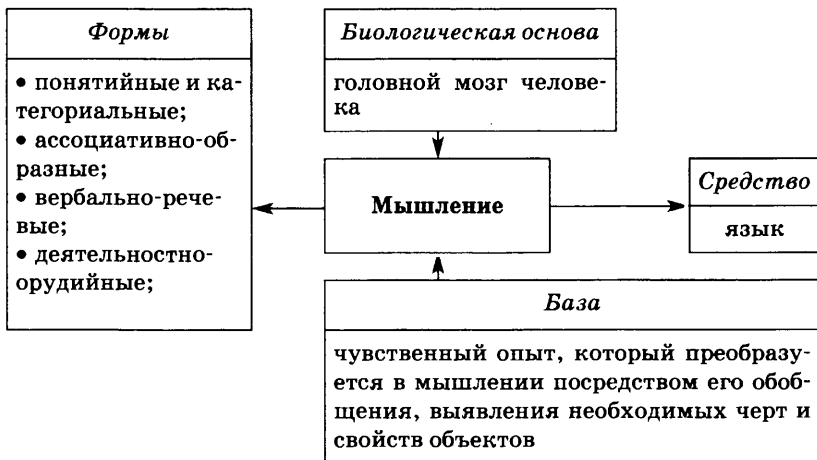 Формы
• понятийные и ка-
тегориальные;
• ассоциативно-об-
разные;
• вербально-рече-
вые;
• деятельностно-
орудийные;
Биологическая основа
головной мозг челове-
ка
Мышление
Средство
язык
База
чувственный опыт, который преобразу-
ется в мышлении посредством его обоб-
щения, выявления необходимых черт и
свойств объектов